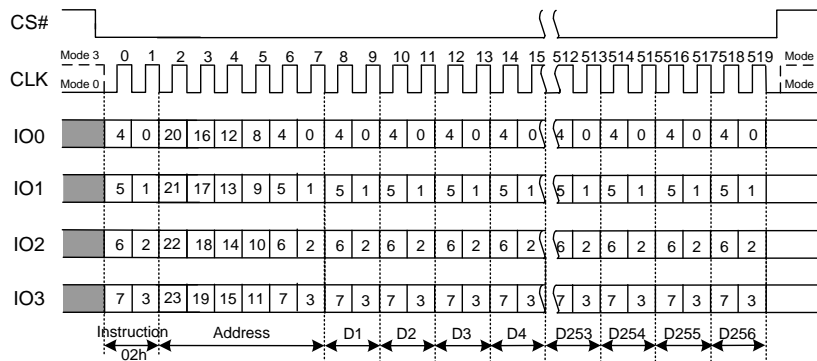 CS#
Mode 3 0 1 2 3 4 5 6 7 8 9 10 11 12 13 14 15 512 513 514 515 516 517 518 519 Mode
CLK Mode 0 Mode
IO0 4 0 20 16 12 8 4 0 4 0 4 0 4 0 4 0 4 0 4 0 4 0 4 0
IO1 5 1 21 17 13 9 5 1 5 1 5 1 5 1 5 1 5 1 5 1 5 1 5 1
IO2 6 2 22 18 14 10 6 2 6 2 6 2 6 2 6 2 6 2 6 2 6 2 6 2
IO3 7 3 23 19 15 11 7 3 7 3 7 3 7 3 7 3 7 3 7 3 7 3 7 3
Instruction Address D1 D2 D3 D4 D253 D254 D255 D256
02h